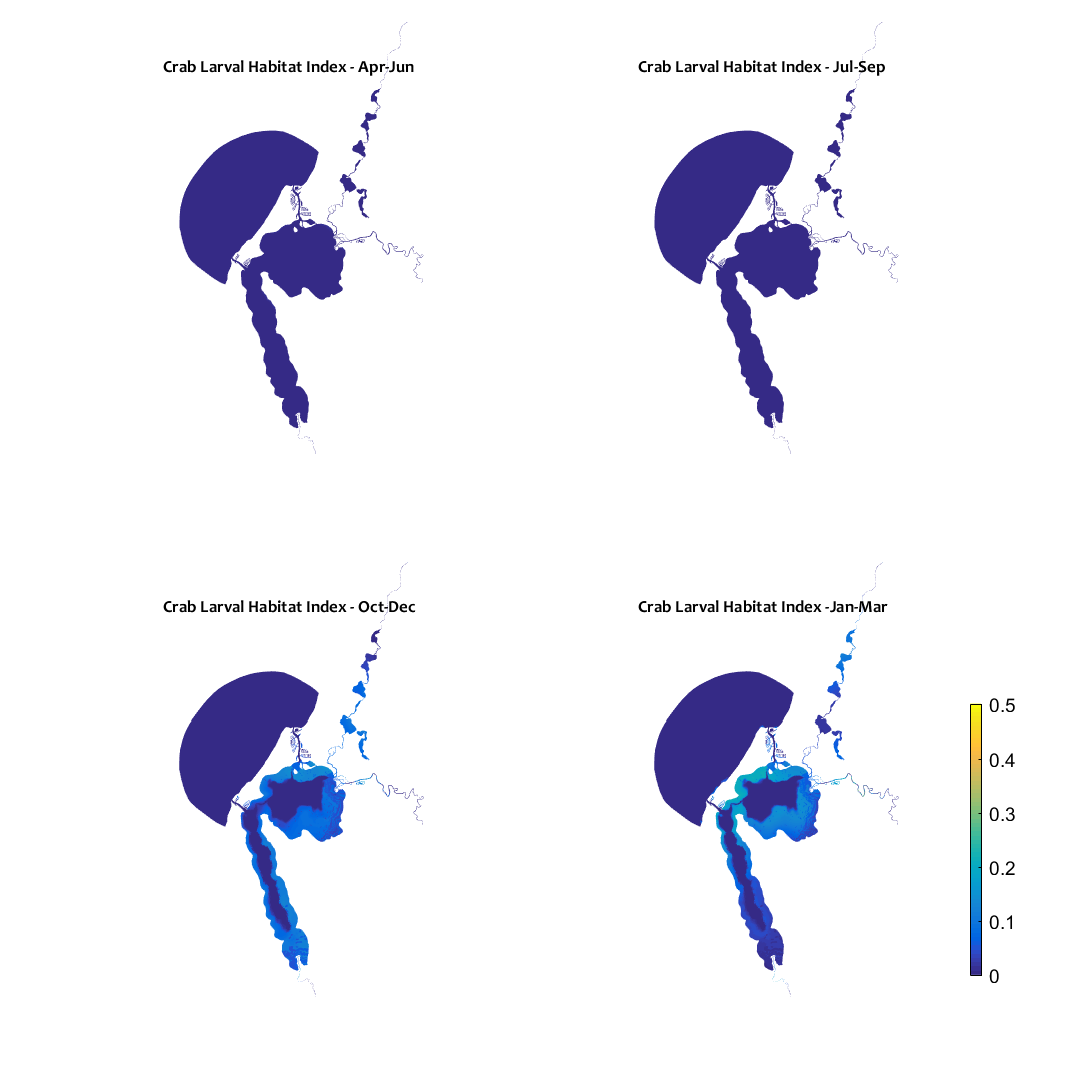 Crab Larval Habitat Index - Apr-Jun
Crab Larval Habitat Index - Jul-Sep
Crab Larval Habitat Index - Oct-Dec
Crab Larval Habitat Index -Jan-Mar
0.5
0.4
0.3
0.2
0.1
0